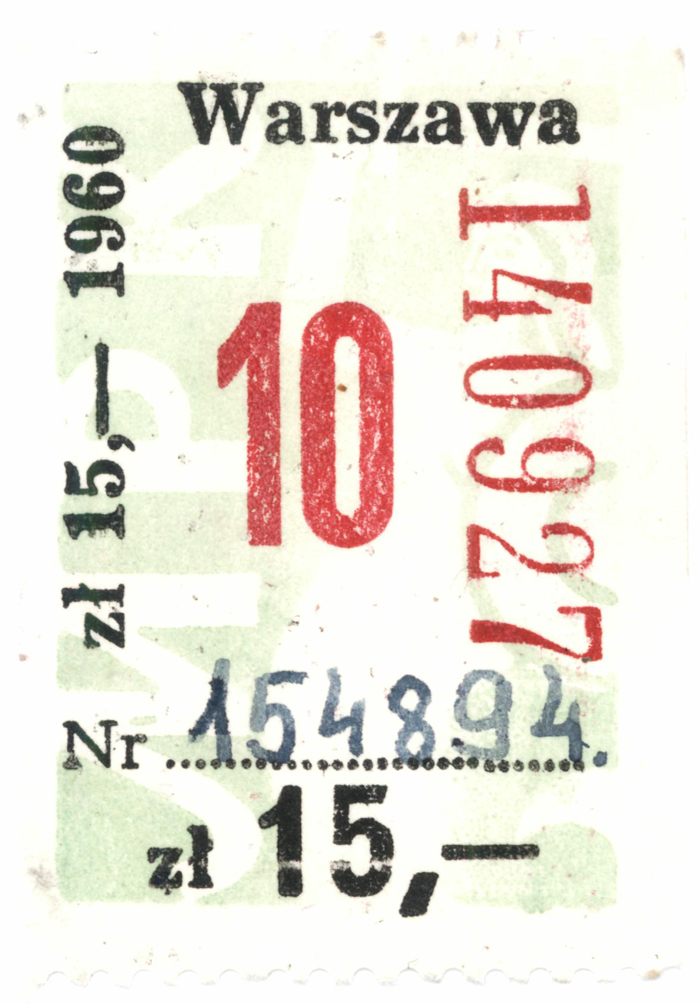 Warszawa
zł 15,— 1960
10
140927
Nr 154894.
zł 15,—